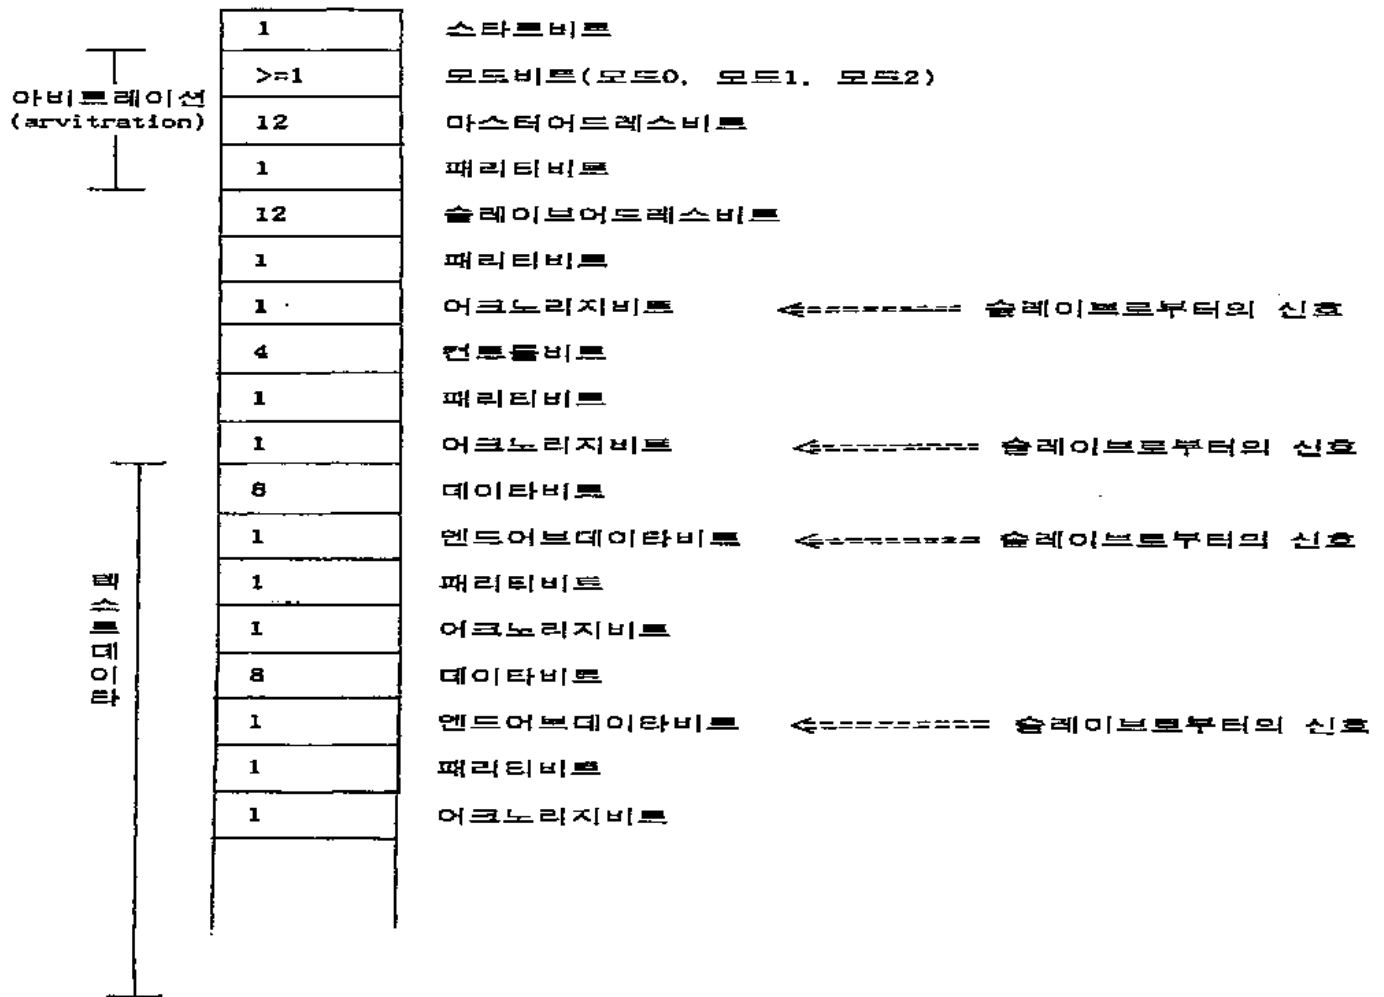 1 스타트비트
>=1 모드비트(모드0, 모드1, 모드2)
아비트레이션
(arvitration)
12 마스터어드레스비트
1 패리티비트
12 슬레이브어드레스비트
1 패리티비트
1 어크노리지비트 <========= 슬레이브로부터의 신호
4 컨트롤비트
1 패리티비트
1 어크노리지비트 <========= 슬레이브로부터의 신호
8 데이타비트
1 엔드어브데이타비트 <========= 슬레이브로부터의 신호
텍스트데이타
1 패리티비트
1 어크노리지비트
8 데이타비트
1 엔드어브데이타비트 <========= 슬레이브로부터의 신호
1 패리티비트
1 어크노리지비트